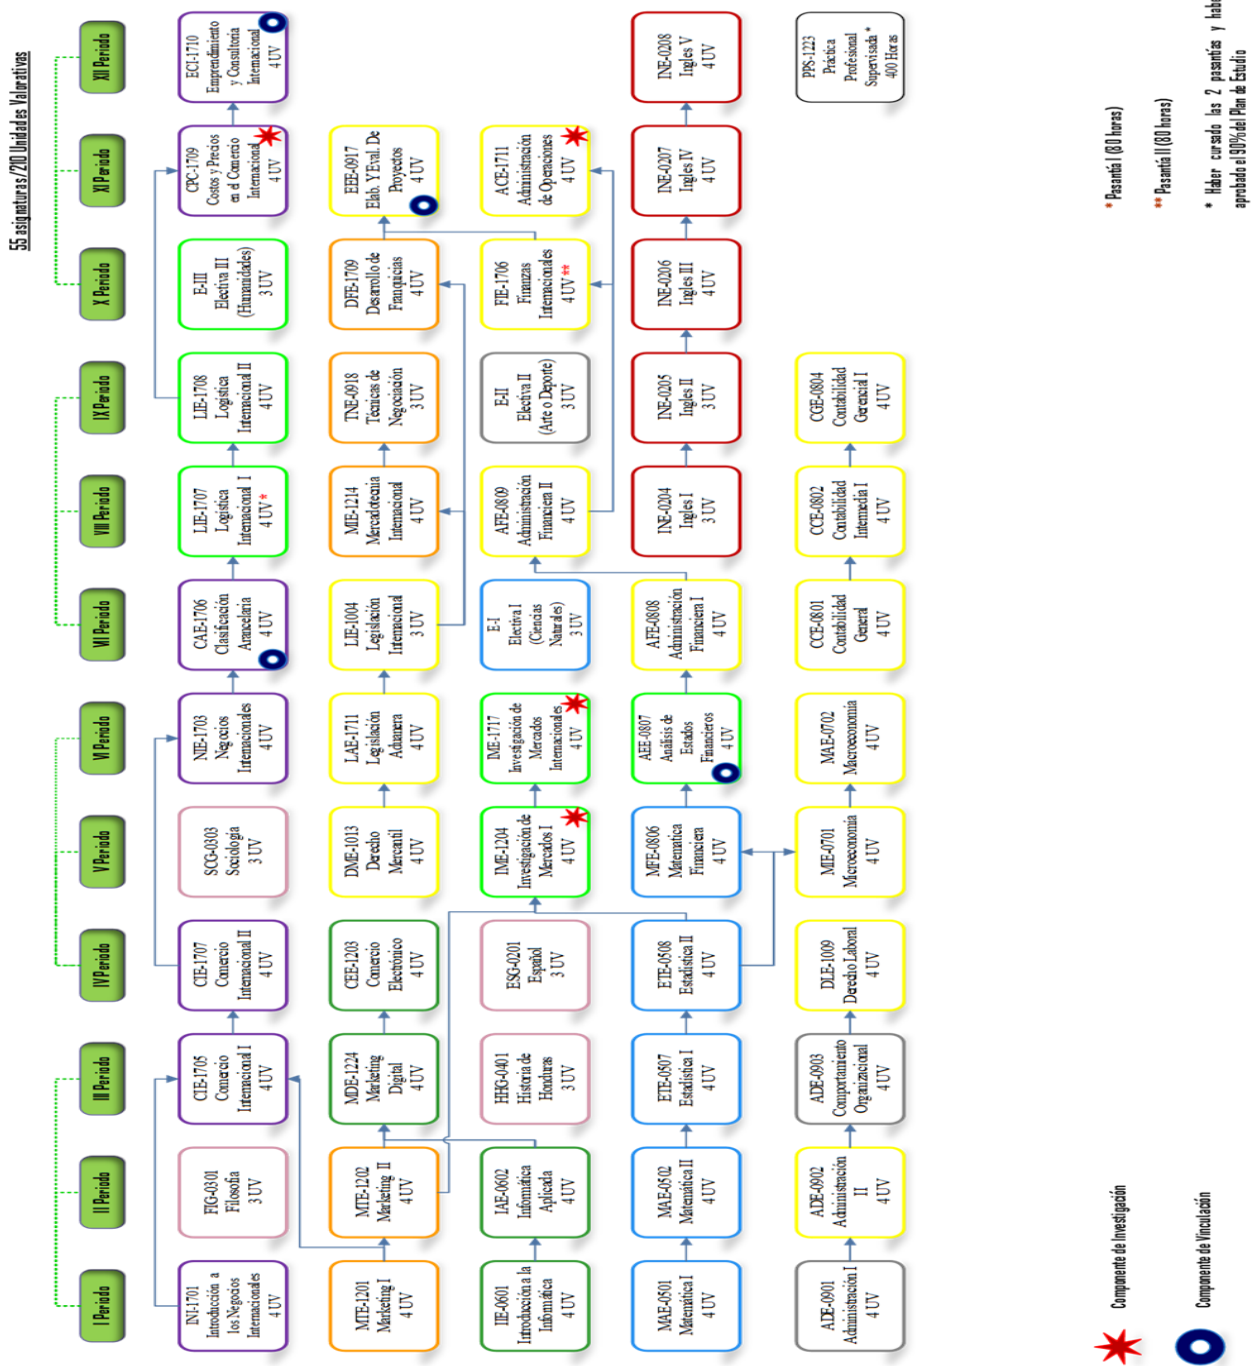 55 asignaturas/210 Unidades Valorativas
I Periodo
II Periodo
III Periodo
IV Periodo
V Periodo
VI Periodo
VI Periodo
VIII Periodo
IX Periodo
X Periodo
XI Periodo
XII Periodo
INI-1701
Introducción a
los Negocios
Internacionales
4 UV
FIG-0301
Filosofía
3 UV
CIE-1705
Comercio
Internacional I
4 UV
CIE-1707
Comercio
Internacional II
4 UV
SCG-0303
Sociología
3 UV
NIE-1703
Negocios
Internacionales
4 UV
CAE-1706
Clasificación
Arancelaria
4 UV
LIE-1707
Logística
Internacional I
4 UV *
LIE-1708
Logística
Internacional II
4 UV
E-III
Electiva III
(Humanidades)
3 UV
CPC-1709
Costos y Precios
en el Comercio
Internacional
4 UV
ECI-1710
Emprendimiento
y Consultoría
Internacional
4 UV
MTE-1201
Marketing I
4 UV
MTE-1202
Marketing II
4 UV
MDE-1224
Marketing
Digital
4 UV
CEE-1203
Comercio
Electrónico
4 UV
DME-1013
Derecho
Mercantil
4 UV
LAE-1711
Legislación
Aduanera
4 UV
LIE-1004
Legislación
Internacional
3 UV
MIE-1214
Mercadotecnia
Internacional
4 UV
TNE-0918
Técnicas de
Negociación
3 UV
DFE-1709
Desarrollo de
Franquicias
4 UV
EEE-0917
Elab. Y Eval. De
Proyectos
4 UV
IIE-0601
Introducción a la
Informática
4 UV
IAE-0602
Informática
Aplicada
4 UV
HHG-0401
Historia de
Honduras
3 UV
ESG-0201
Español
3 UV
IME-1204
Investigación de
Mercados I
4 UV
IME-1717
Investigación de
Mercados
Internacionales
4 UV
E-I
Electiva I
(Ciencias
Naturales)
3 UV
AFE-0809
Administración
Financiera II
4 UV
E-II
Electiva II
(Arte o Deporte)
3 UV
FIE-1706
Finanzas
Internacionales
4 UV **
ACE-1711
Administración
de Operaciones
4 UV
MAE-0501
Matemática I
4 UV
MAE-0502
Matemática II
4 UV
ETE-0507
Estadística I
4 UV
ETE-0508
Estadística II
4 UV
MFE-0806
Matematica
Financiera
4 UV
AEE-0807
Análisis de
Estados
Financieros
4 UV
AFE-0808
Administración
Financiera I
4 UV
INE-0204
Ingles I
3 UV
INE-0205
Ingles II
3 UV
INE-0206
Ingles III
4 UV
INE-0207
Ingles IV
4 UV
INE-0208
Ingles V
4 UV
ADE-0901
Administración I
4 UV
ADE-0902
Administración
II
4 UV
ADE-0903
Comportamiento
Organizacional
4 UV
DLE-1009
Derecho Laboral
4 UV
MIE-0701
Microeconomía
4 UV
MAE-0702
Macroeconomía
4 UV
CCE-0801
Contabilidad
General
4 UV
CCE-0802
Contabilidad
Intermedia I
4 UV
CGE-0804
Contabilidad
Gerencial I
4 UV
PPS-1223
Práctica
Profesional
Supervisada *
400 Horas
Componente de Investigación
Componente de Vinculación
* Pasantía I (80 horas)
** Pasantía II (80 horas)
* Haber cursado las 2 pasantías y habe
aprobado el 90% del Plan de Estudio